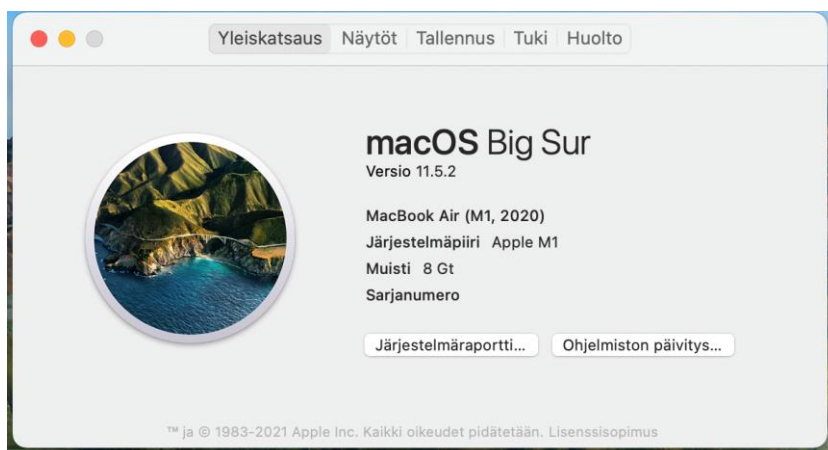 Yleiskatsaus Näytöt Tallennus Tuki Huolto
macOS Big Sur
Versio 11.5.2
MacBook Air (M1, 2020)
Järjestelmäpiiri Apple M1
Muisti 8 Gt
Sarjanumero
Järjestelmäraportti... Ohjelmiston päivitys...
™ ja © 1983-2021 Apple Inc. Kaikki oikeudet pidätetään. Lisenssisopimus